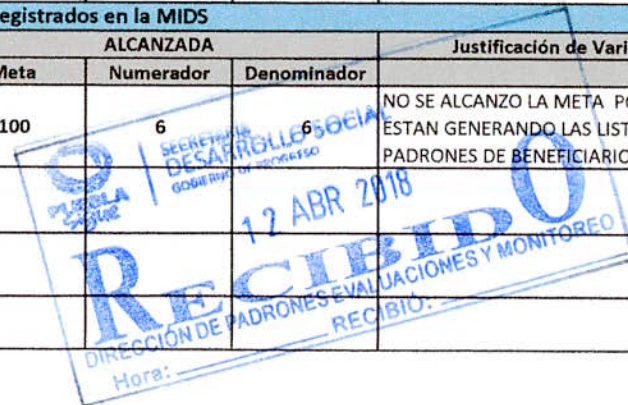 egistrados en la MIDS
ALCANZADA
Justificación de Vari
Meta Numerador Denominador
100 6 6
NO SE ALCANZO LA META PO
ESTAN GENERANDO LAS LIST
PADRONES DE BENEFICIARIO
SECRETARÍA
DESARROLLO SOCIAL
GOBIERNO DE PROGRESO
PUEBLA
sigue
12 ABR 2018
RECIBIDO
DIRECCIÓN DE PADRONES EVALUACIONES Y MONITOREO
RECIBIÓ:
Hora: